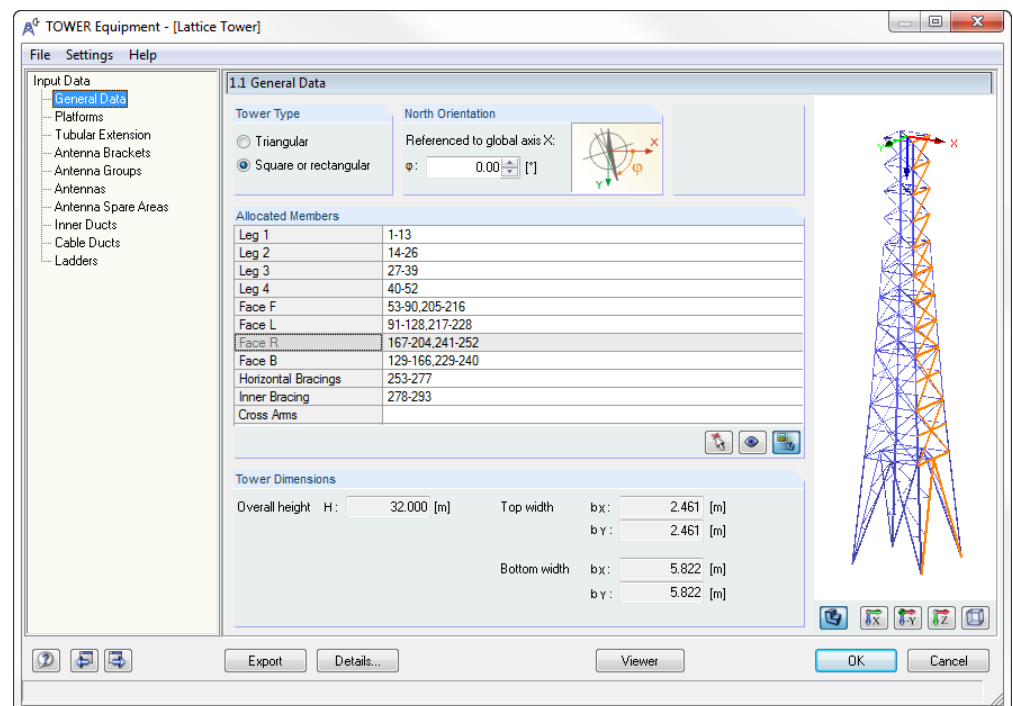 TOWER Equipment - [Lattice Tower]
File Settings Help
Input Data
General Data
Platforms
Tubular Extension
Antenna Brackets
Antenna Groups
Antennas
Antenna Spare Areas
Inner Ducts
Cable Ducts
Ladders
1.1 General Data
Tower Type
Triangular
Square or rectangular
North Orientation
Referenced to global axis X:
φ: 0.00 [°]
X
φ
Y
Allocated Members
Leg 1 1-13
Leg 2 14-26
Leg 3 27-39
Leg 4 40-52
Face F 53-90,205-216
Face L 91-128,217-228
Face R 167-204,241-252
Face B 129-166,229-240
Horizontal Bracings 253-277
Inner Bracing 278-293
Cross Arms
Tower Dimensions
Overall height H: 32.000 [m] Top width bX: 2.461 [m]
bY: 2.461 [m]
Bottom width bX: 5.822 [m]
bY: 5.822 [m]
Y X
X -Y Z
Export Details... Viewer OK Cancel